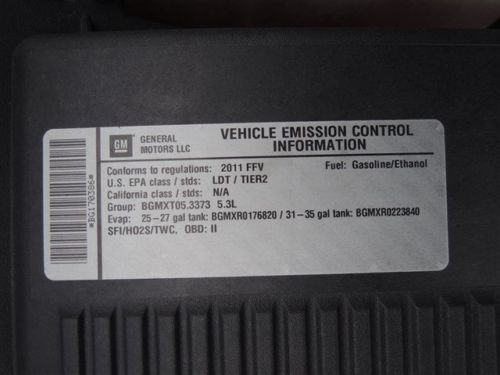 GM
GENERAL
MOTORS LLC
VEHICLE EMISSION CONTROL
INFORMATION
Conforms to regulations: 2011 FFV
Fuel: Gasoline/Ethanol
U.S. EPA class / stds: LDT / TIER2
California class / stds: N/A
Group: BGMXT05.3373 5.3L
Evap: 25-27 gal tank: BGMXR0176820 / 31-35 gal tank: BGMXR0223840
SFI/HO2S/TWC, OBD: II
*BG170386*